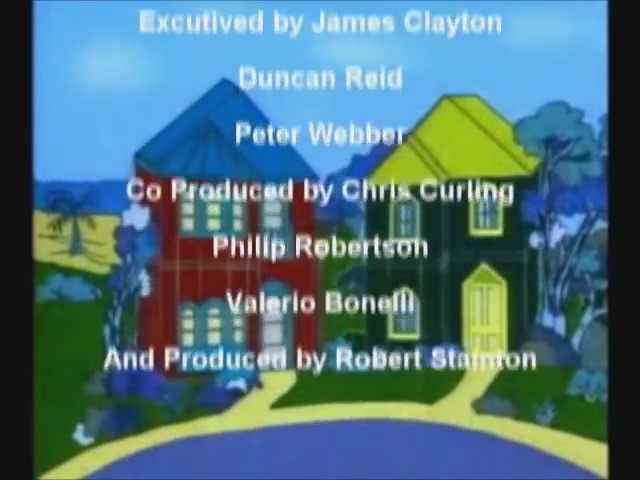 Excutived by James Clayton
Duncan Reid
Peter Webber
Co Produced by Chris Curling
Philip Robertson
Valerio Bonelli
And Produced by Robert Stainton